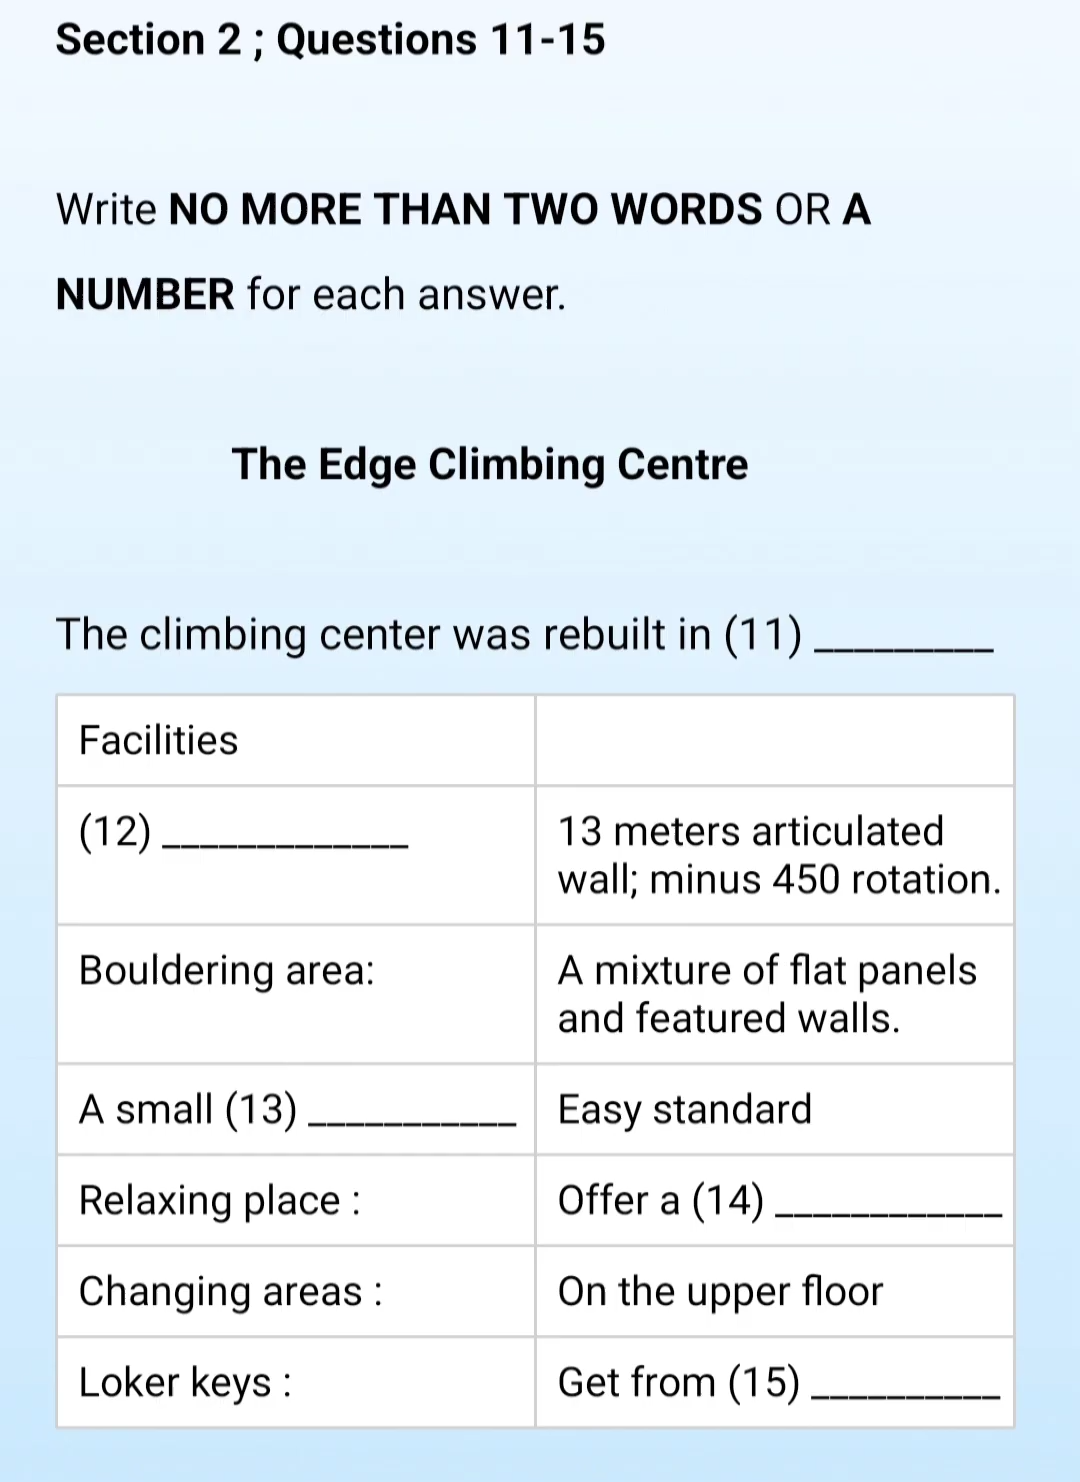 Section 2 ; Questions 11-15
Write NO MORE THAN TWO WORDS OR A
NUMBER for each answer.
The Edge Climbing Centre
The climbing center was rebuilt in (11) _________
Facilities
(12) _____________
13 meters articulated
wall; minus 450 rotation.
Bouldering area:
A mixture of flat panels
and featured walls.
A small (13) ___________
Easy standard
Relaxing place :
Offer a (14) ____________
Changing areas :
On the upper floor
Loker keys :
Get from (15) __________